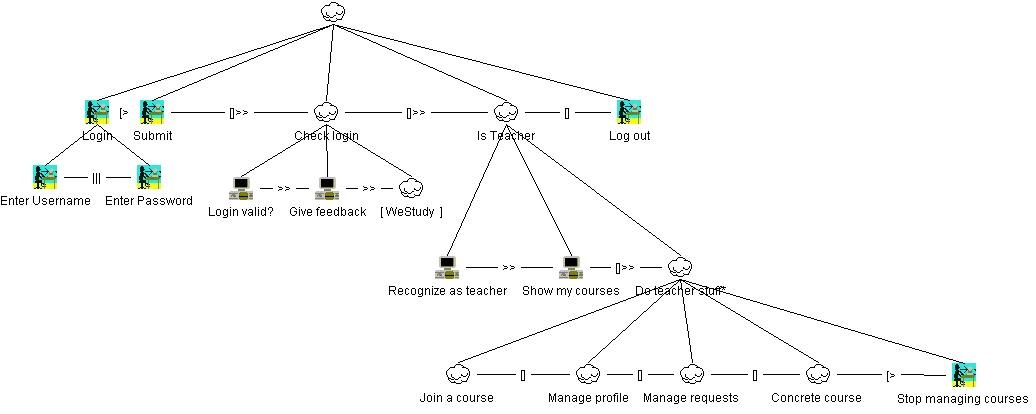 [>
[]>>
[]>>
[]
Login
Submit
Check login
Is Teacher
Log out
|||
>>
>>
Enter Username
Enter Password
Login valid?
Give feedback
[ WeStudy ]
>>
[]>>
Recognize as teacher
Show my courses
Do teacher stuff*
[]
[]
[]
[>
Join a course
Manage profile
Manage requests
Concrete course
Stop managing courses